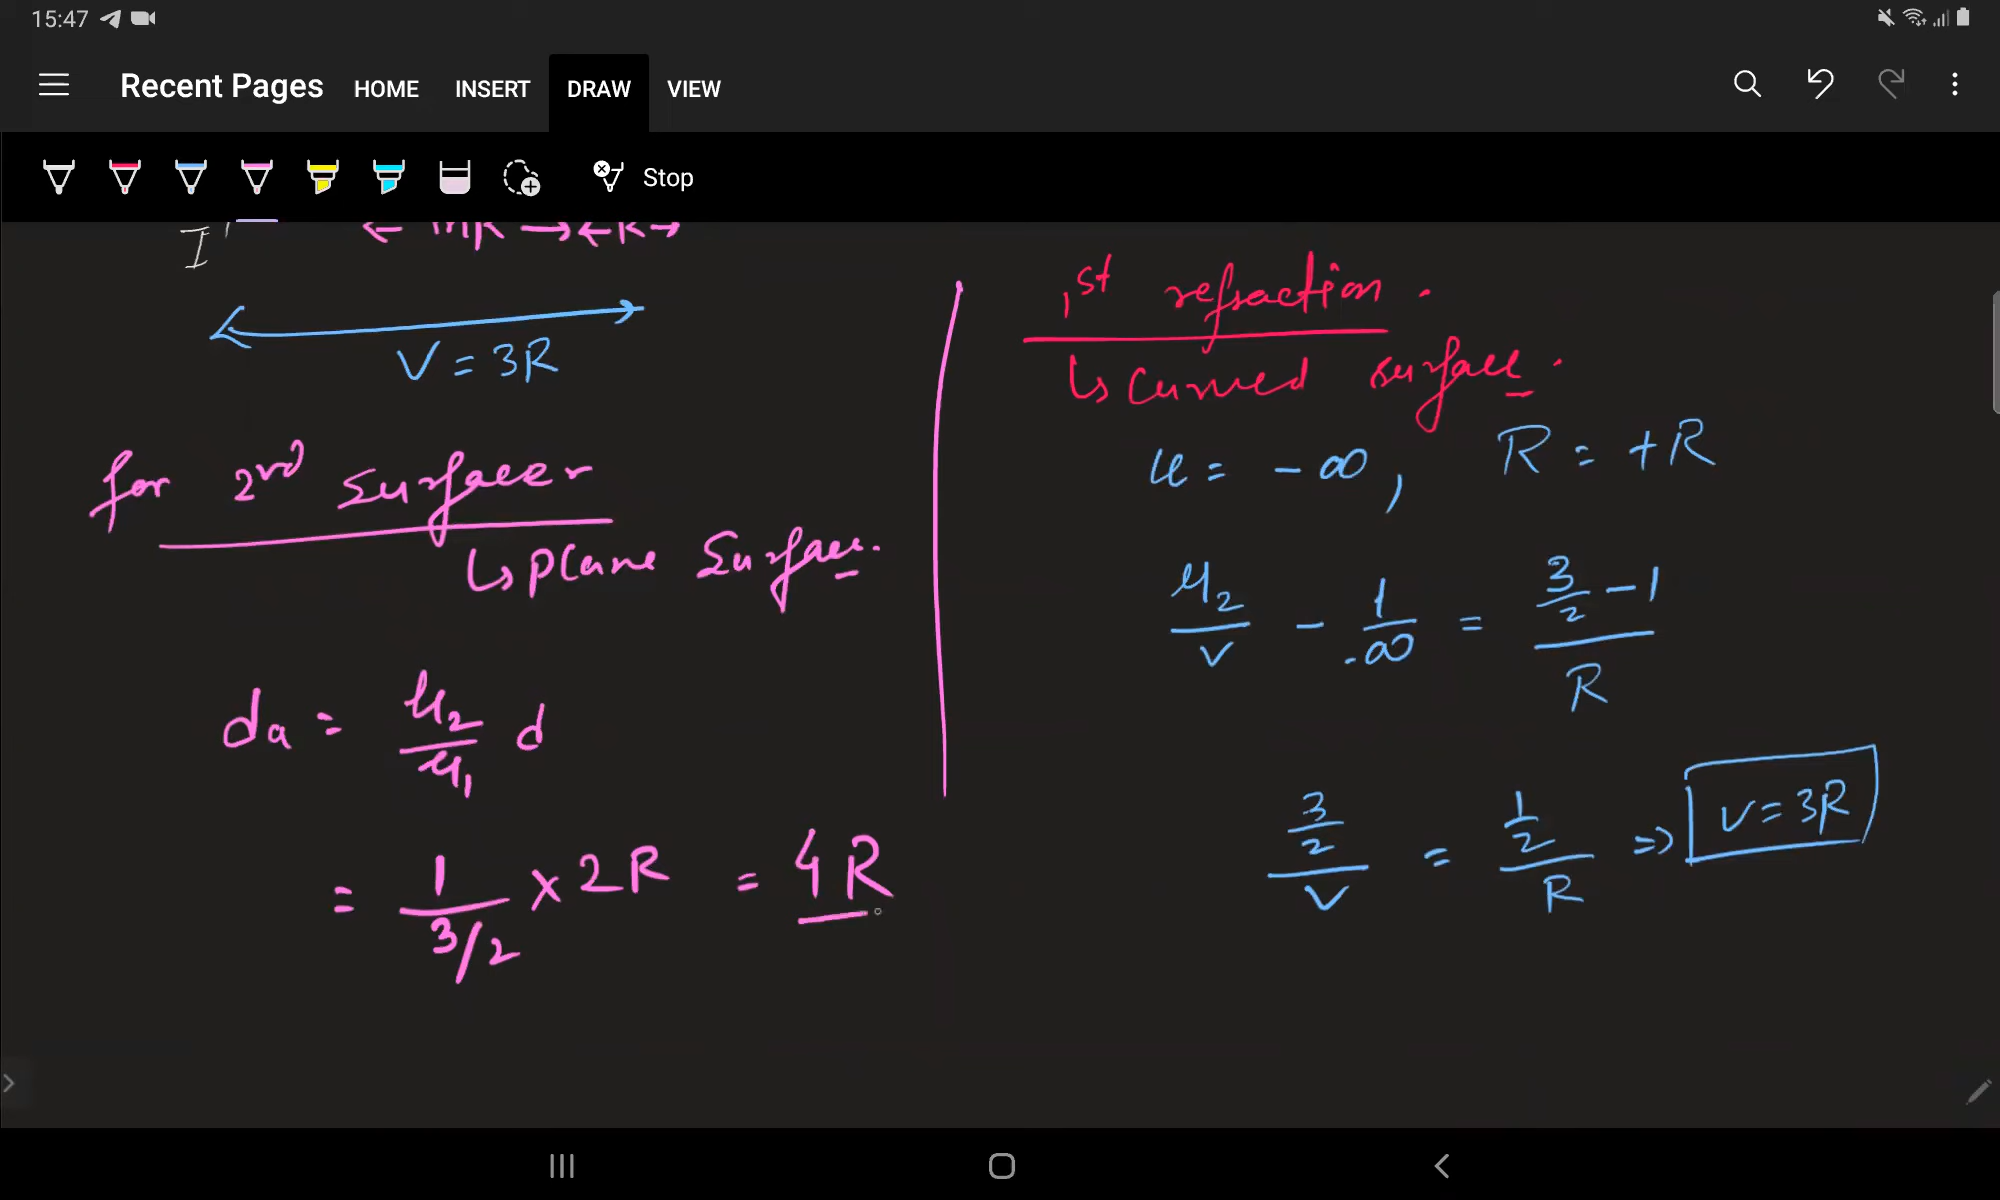 15:47
Recent Pages HOME INSERT DRAW VIEW
Stop
I' ← mR → ← R →
V = 3R
for 2nd surface
↳ plane surface.
da = μ2/μ1 d
= 1/(3/2) × 2R = 4R
1st refraction.
↳ curved surface.
u = - ∞, R = +R
μ2/v - 1/-∞ = (3/2 - 1)/R
(3/2)/v = (1/2)/R ⇒ v = 3R